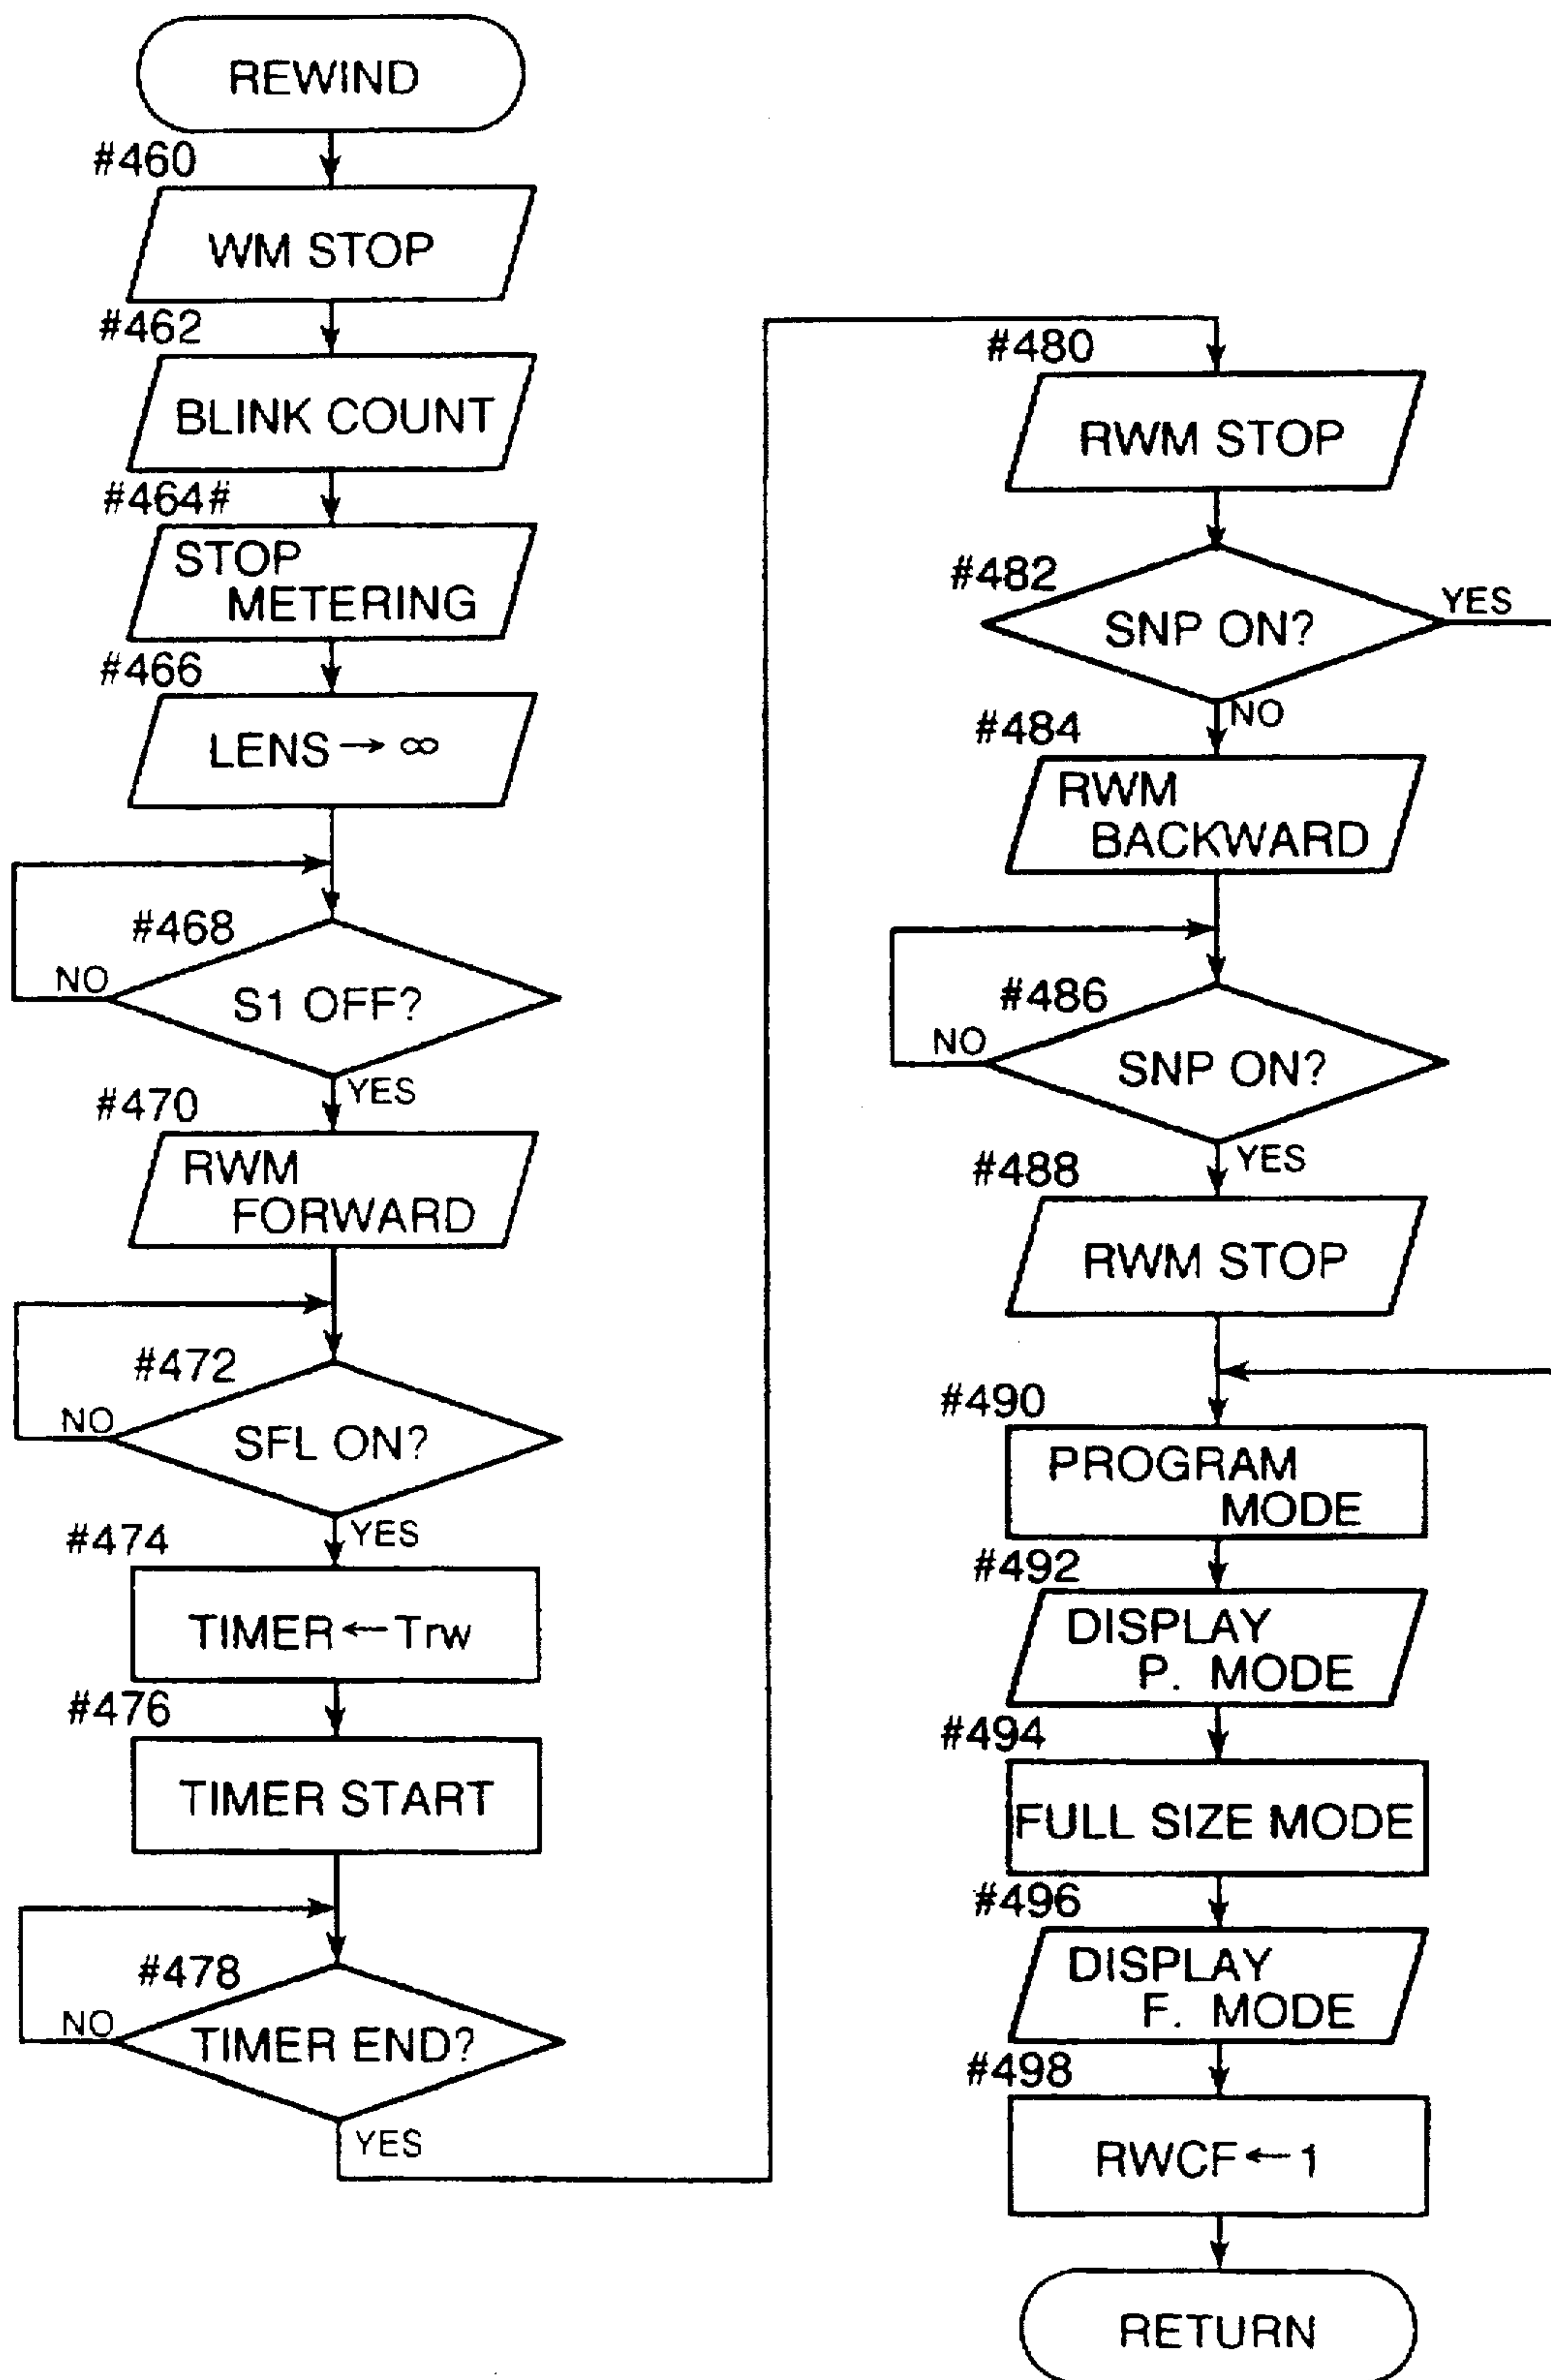 REWIND
#460
WM STOP
#462
BLINK COUNT
#464#
STOP
METERING
#466
LENS→∞
#468
NO
S1 OFF?
YES
#470
RWM
FORWARD
#472
NO
SFL ON?
YES
#474
TIMER←Trw
#476
TIMER START
#478
NO
TIMER END?
YES
#480
RWM STOP
#482
YES
SNP ON?
NO
#484
RWM
BACKWARD
#486
NO
SNP ON?
YES
#488
RWM STOP
#490
PROGRAM
MODE
#492
DISPLAY
P. MODE
#494
FULL SIZE MODE
#496
DISPLAY
F. MODE
#498
RWCF←1
RETURN